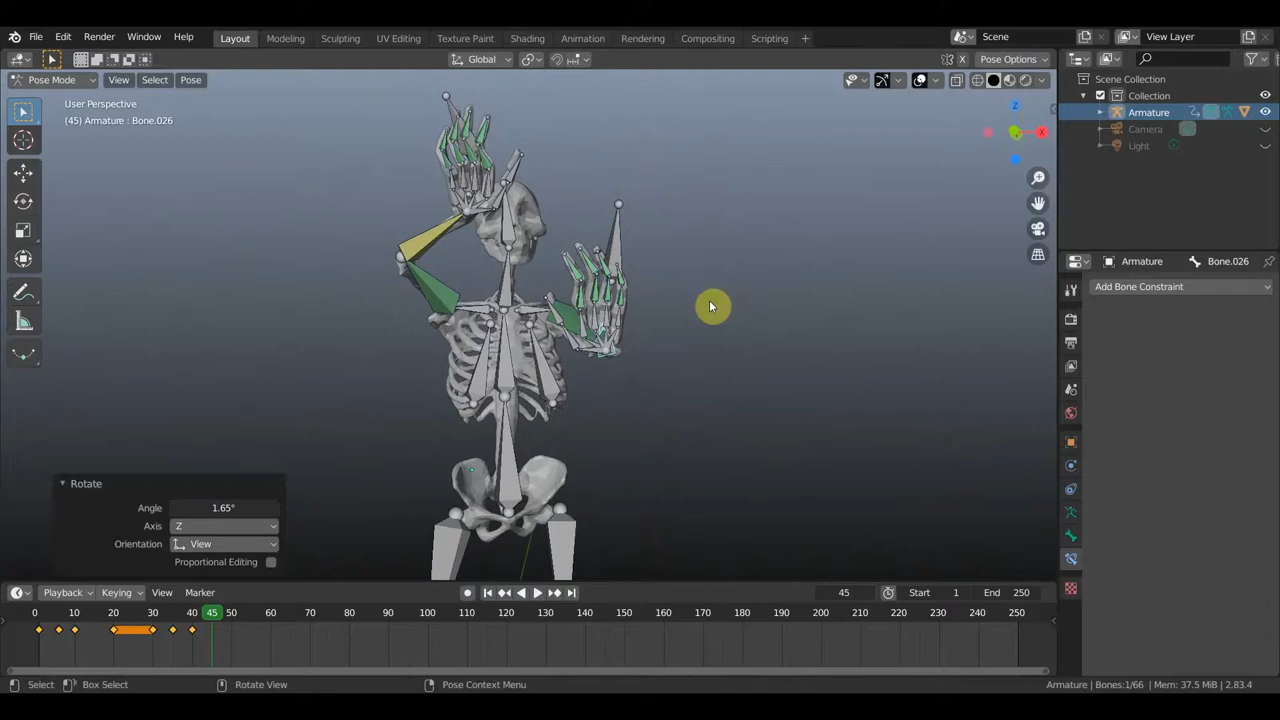 File Edit Render Window Help Layout Modeling Sculpting UV Editing Texture Paint Shading Animation Rendering Compositing Scripting + Scene View Layer
Global X Pose Options
Pose Mode View Select Pose
User Perspective
(45) Armature : Bone.026
Z
X
Scene Collection
Collection
Armature
Camera
Light
Armature Bone.026
Add Bone Constraint
Rotate
Angle 1.65°
Axis Z
Orientation View
Proportional Editing
Playback Keying View Marker 45 Start 1 End 250
0 10 20 30 40 45 50 60 70 80 90 100 110 120 130 140 150 160 170 180 190 200 210 220 230 240 250
Select Box Select Rotate View Pose Context Menu Armature | Bones:1/66 | Mem: 37.5 MiB | 2.83.4